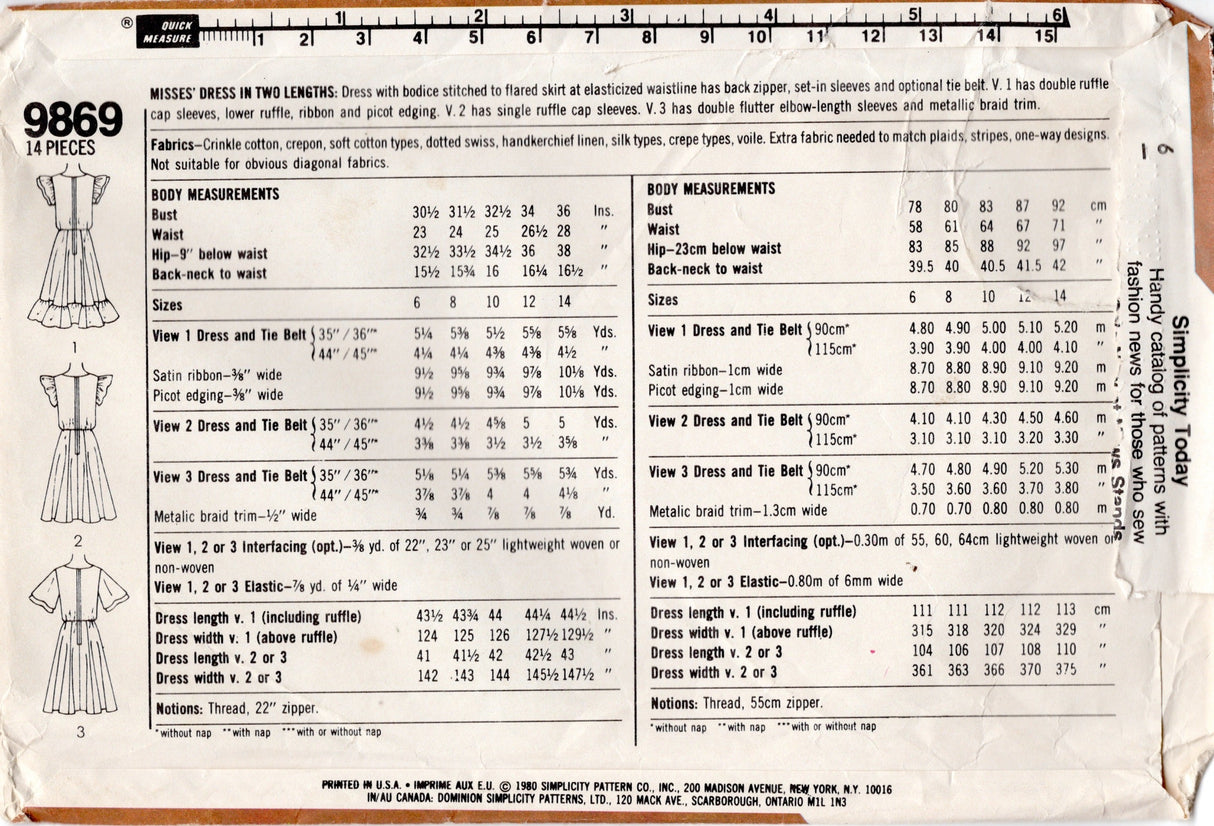 ® QUICK MEASURE
1 2 3 4 5 6
1 2 3 4 5 6 7 8 9 10 11 12 13 14 15
9869
14 PIECES
MISSES' DRESS IN TWO LENGTHS: Dress with bodice stitched to flared skirt at elasticized waistline has back zipper, set-in sleeves and optional tie belt. V. 1 has double ruffle
cap sleeves, lower ruffle, ribbon and picot edging. V. 2 has single ruffle cap sleeves. V. 3 has double flutter elbow-length sleeves and metallic braid trim.
Fabrics–Crinkle cotton, crepon, soft cotton types, dotted swiss, handkerchief linen, silk types, crepe types, voile. Extra fabric needed to match plaids, stripes, one-way designs.
Not suitable for obvious diagonal fabrics.
1
2
3
BODY MEASUREMENTS
Bust 30½ 31½ 32½ 34 36 Ins.
Waist 23 24 25 26½ 28 "
Hip–9" below waist 32½ 33½ 34½ 36 38 "
Back-neck to waist 15½ 15¾ 16 16¼ 16½ "
Sizes 6 8 10 12 14
View 1 Dress and Tie Belt { 35" / 36"* 5¼ 5⅜ 5½ 5⅝ 5⅝ Yds.
44" / 45"* 4¼ 4¼ 4⅜ 4⅜ 4½ "
Satin ribbon–⅜" wide 9½ 9⅝ 9¾ 9⅞ 10⅛ Yds.
Picot edging–⅜" wide 9½ 9⅝ 9¾ 9⅞ 10⅛ Yds.
View 2 Dress and Tie Belt { 35" / 36"* 4½ 4½ 4⅝ 5 5 Yds.
44" / 45"* 3⅜ 3⅜ 3½ 3½ 3⅝ "
View 3 Dress and Tie Belt { 35" / 36"* 5⅛ 5¼ 5⅜ 5⅝ 5¾ Yds.
44" / 45"* 3⅞ 3⅞ 4 4 4⅛ "
Metalic braid trim–½" wide ¾ ¾ ⅞ ⅞ ⅞ Yd.
View 1, 2 or 3 Interfacing (opt.)–⅜ yd. of 22", 23" or 25" lightweight woven or
non-woven
View 1, 2 or 3 Elastic–⅞ yd. of ¼" wide
Dress length v. 1 (including ruffle) 43½ 43¾ 44 44¼ 44½ Ins.
Dress width v. 1 (above ruffle) 124 125 126 127½ 129½ "
Dress length v. 2 or 3 41 41½ 42 42½ 43 "
Dress width v. 2 or 3 142 143 144 145½ 147½ "
Notions: Thread, 22" zipper.
*without nap **with nap ***with or without nap
BODY MEASUREMENTS
Bust 78 80 83 87 92 cm
Waist 58 61 64 67 71 "
Hip–23cm below waist 83 85 88 92 97 "
Back-neck to waist 39.5 40 40.5 41.5 42 "
Sizes 6 8 10 12 14
View 1 Dress and Tie Belt { 90cm* 4.80 4.90 5.00 5.10 5.20 m
115cm* 3.90 3.90 4.00 4.00 4.10 "
Satin ribbon–1cm wide 8.70 8.80 8.90 9.10 9.20 m
Picot edging–1cm wide 8.70 8.80 8.90 9.10 9.20 m
View 2 Dress and Tie Belt { 90cm* 4.10 4.10 4.30 4.50 4.60 m
115cm* 3.10 3.10 3.10 3.20 3.30 "
View 3 Dress and Tie Belt { 90cm* 4.70 4.80 4.90 5.20 5.30 m
115cm* 3.50 3.60 3.60 3.70 3.80 "
Metalic braid trim–1.3cm wide 0.70 0.70 0.80 0.80 0.80 m
View 1, 2 or 3 Interfacing (opt.)–0.30m of 55, 60, 64cm lightweight woven or
non-woven
View 1, 2 or 3 Elastic–0.80m of 6mm wide
Dress length v. 1 (including ruffle) 111 111 112 112 113 cm
Dress width v. 1 (above ruffle) 315 318 320 324 329 "
Dress length v. 2 or 3 104 106 107 108 110 "
Dress width v. 2 or 3 361 363 366 370 375 "
Notions: Thread, 55cm zipper.
*without nap **with nap ***with or without nap
6
Simplicity Today
Handy catalog of patterns with
fashion news for those who sew
Stands
PRINTED IN U.S.A. • IMPRIME AUX E.U. © 1980 SIMPLICITY PATTERN CO., INC., 200 MADISON AVENUE, NEW YORK, N.Y. 10016
IN/AU CANADA: DOMINION SIMPLICITY PATTERNS, LTD., 120 MACK AVE., SCARBOROUGH, ONTARIO M1L 1N3